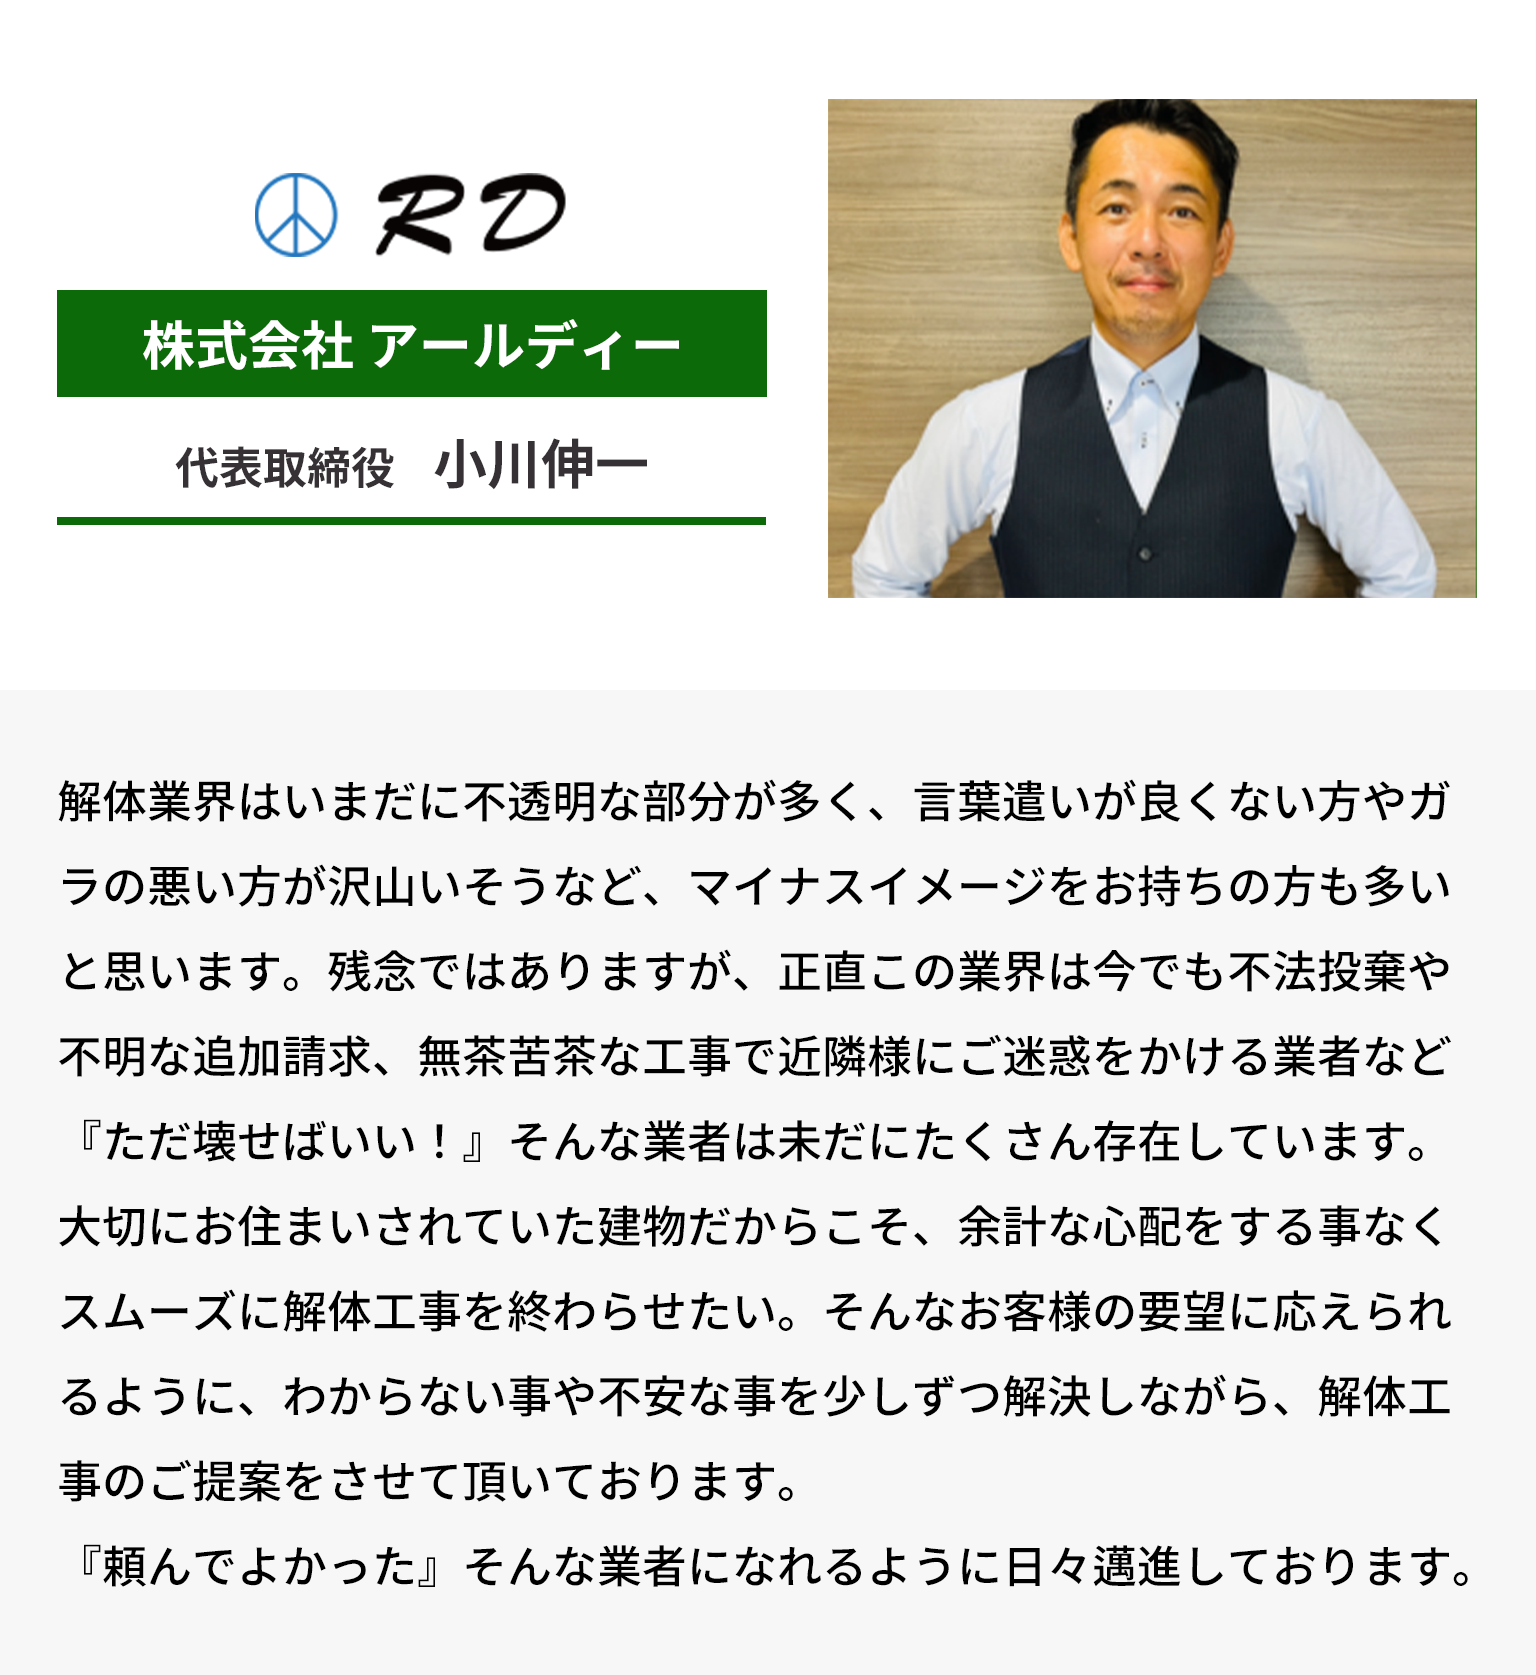 RD
株式会社 アールディー
代表取締役 小川伸一
解体業界はいまだに不透明な部分が多く、言葉遣いが良くない方やガ
ラの悪い方が沢山いそうなど、マイナスイメージをお持ちの方も多い
と思います。残念ではありますが、正直この業界は今でも不法投棄や
不明な追加請求、無茶苦茶な工事で近隣様にご迷惑をかける業者など
『ただ壊せばいい！』そんな業者は未だにたくさん存在しています。
大切にお住まいされていた建物だからこそ、余計な心配をする事なく
スムーズに解体工事を終わらせたい。そんなお客様の要望に応えられ
るように、わからない事や不安な事を少しずつ解決しながら、解体工
事のご提案をさせて頂いております。
『頼んでよかった』そんな業者になれるように日々邁進しております。